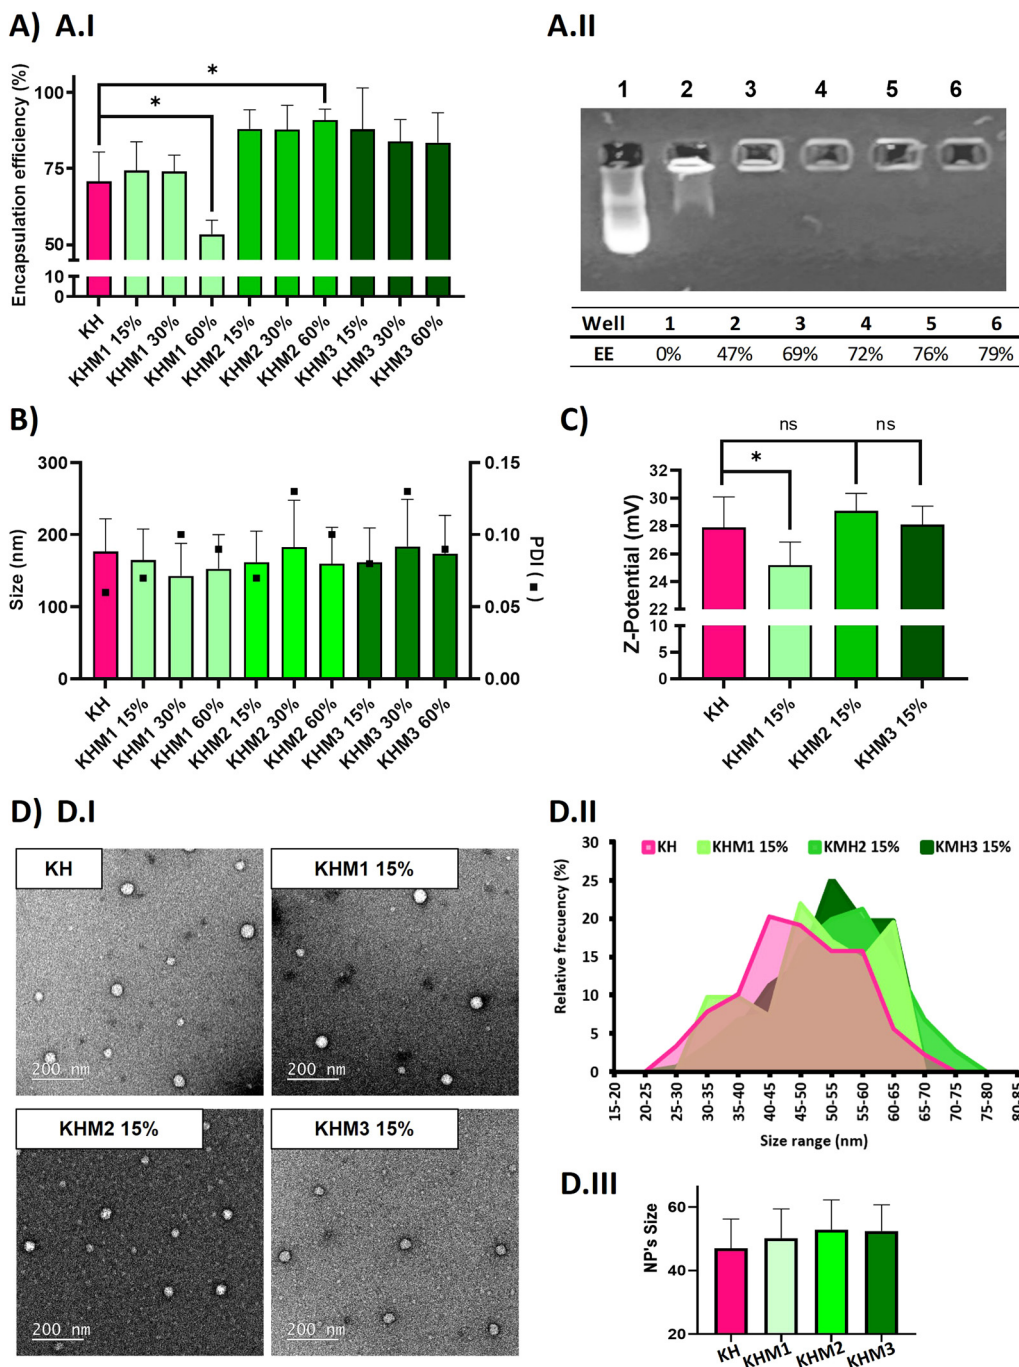 A) A.I
Encapsulation efficiency (%)
100
75
50
10
0
*
*
KH
KHM1 15%
KHM1 30%
KHM1 60%
KHM2 15%
KHM2 30%
KHM2 60%
KHM3 15%
KHM3 30%
KHM3 60%
A.II
1 2 3 4 5 6
Well 1 2 3 4 5 6
EE 0% 47% 69% 72% 76% 79%
B)
Size (nm)
300
200
100
0
0.15
0.10
0.05
0.00
PDI (■)
KH
KHM1 15%
KHM1 30%
KHM1 60%
KHM2 15%
KHM2 30%
KHM2 60%
KHM3 15%
KHM3 30%
KHM3 60%
C)
ns ns
*
Z-Potential (mV)
32
30
28
26
24
22
10
5
0
KH
KHM1 15%
KHM2 15%
KHM3 15%
D) D.I
KH
200 nm
KHM1 15%
200 nm
KHM2 15%
200 nm
KHM3 15%
200 nm
D.II
KH KHM1 15% KMH2 15% KMH3 15%
Relative frecuency (%)
30
25
20
15
10
5
0
15-20
20-25
25-30
30-35
35-40
40-45
45-50
50-55
55-60
60-65
65-70
70-75
75-80
80-85
Size range (nm)
D.III
NP's Size
60
40
20
KH
KHM1
KHM2
KHM3